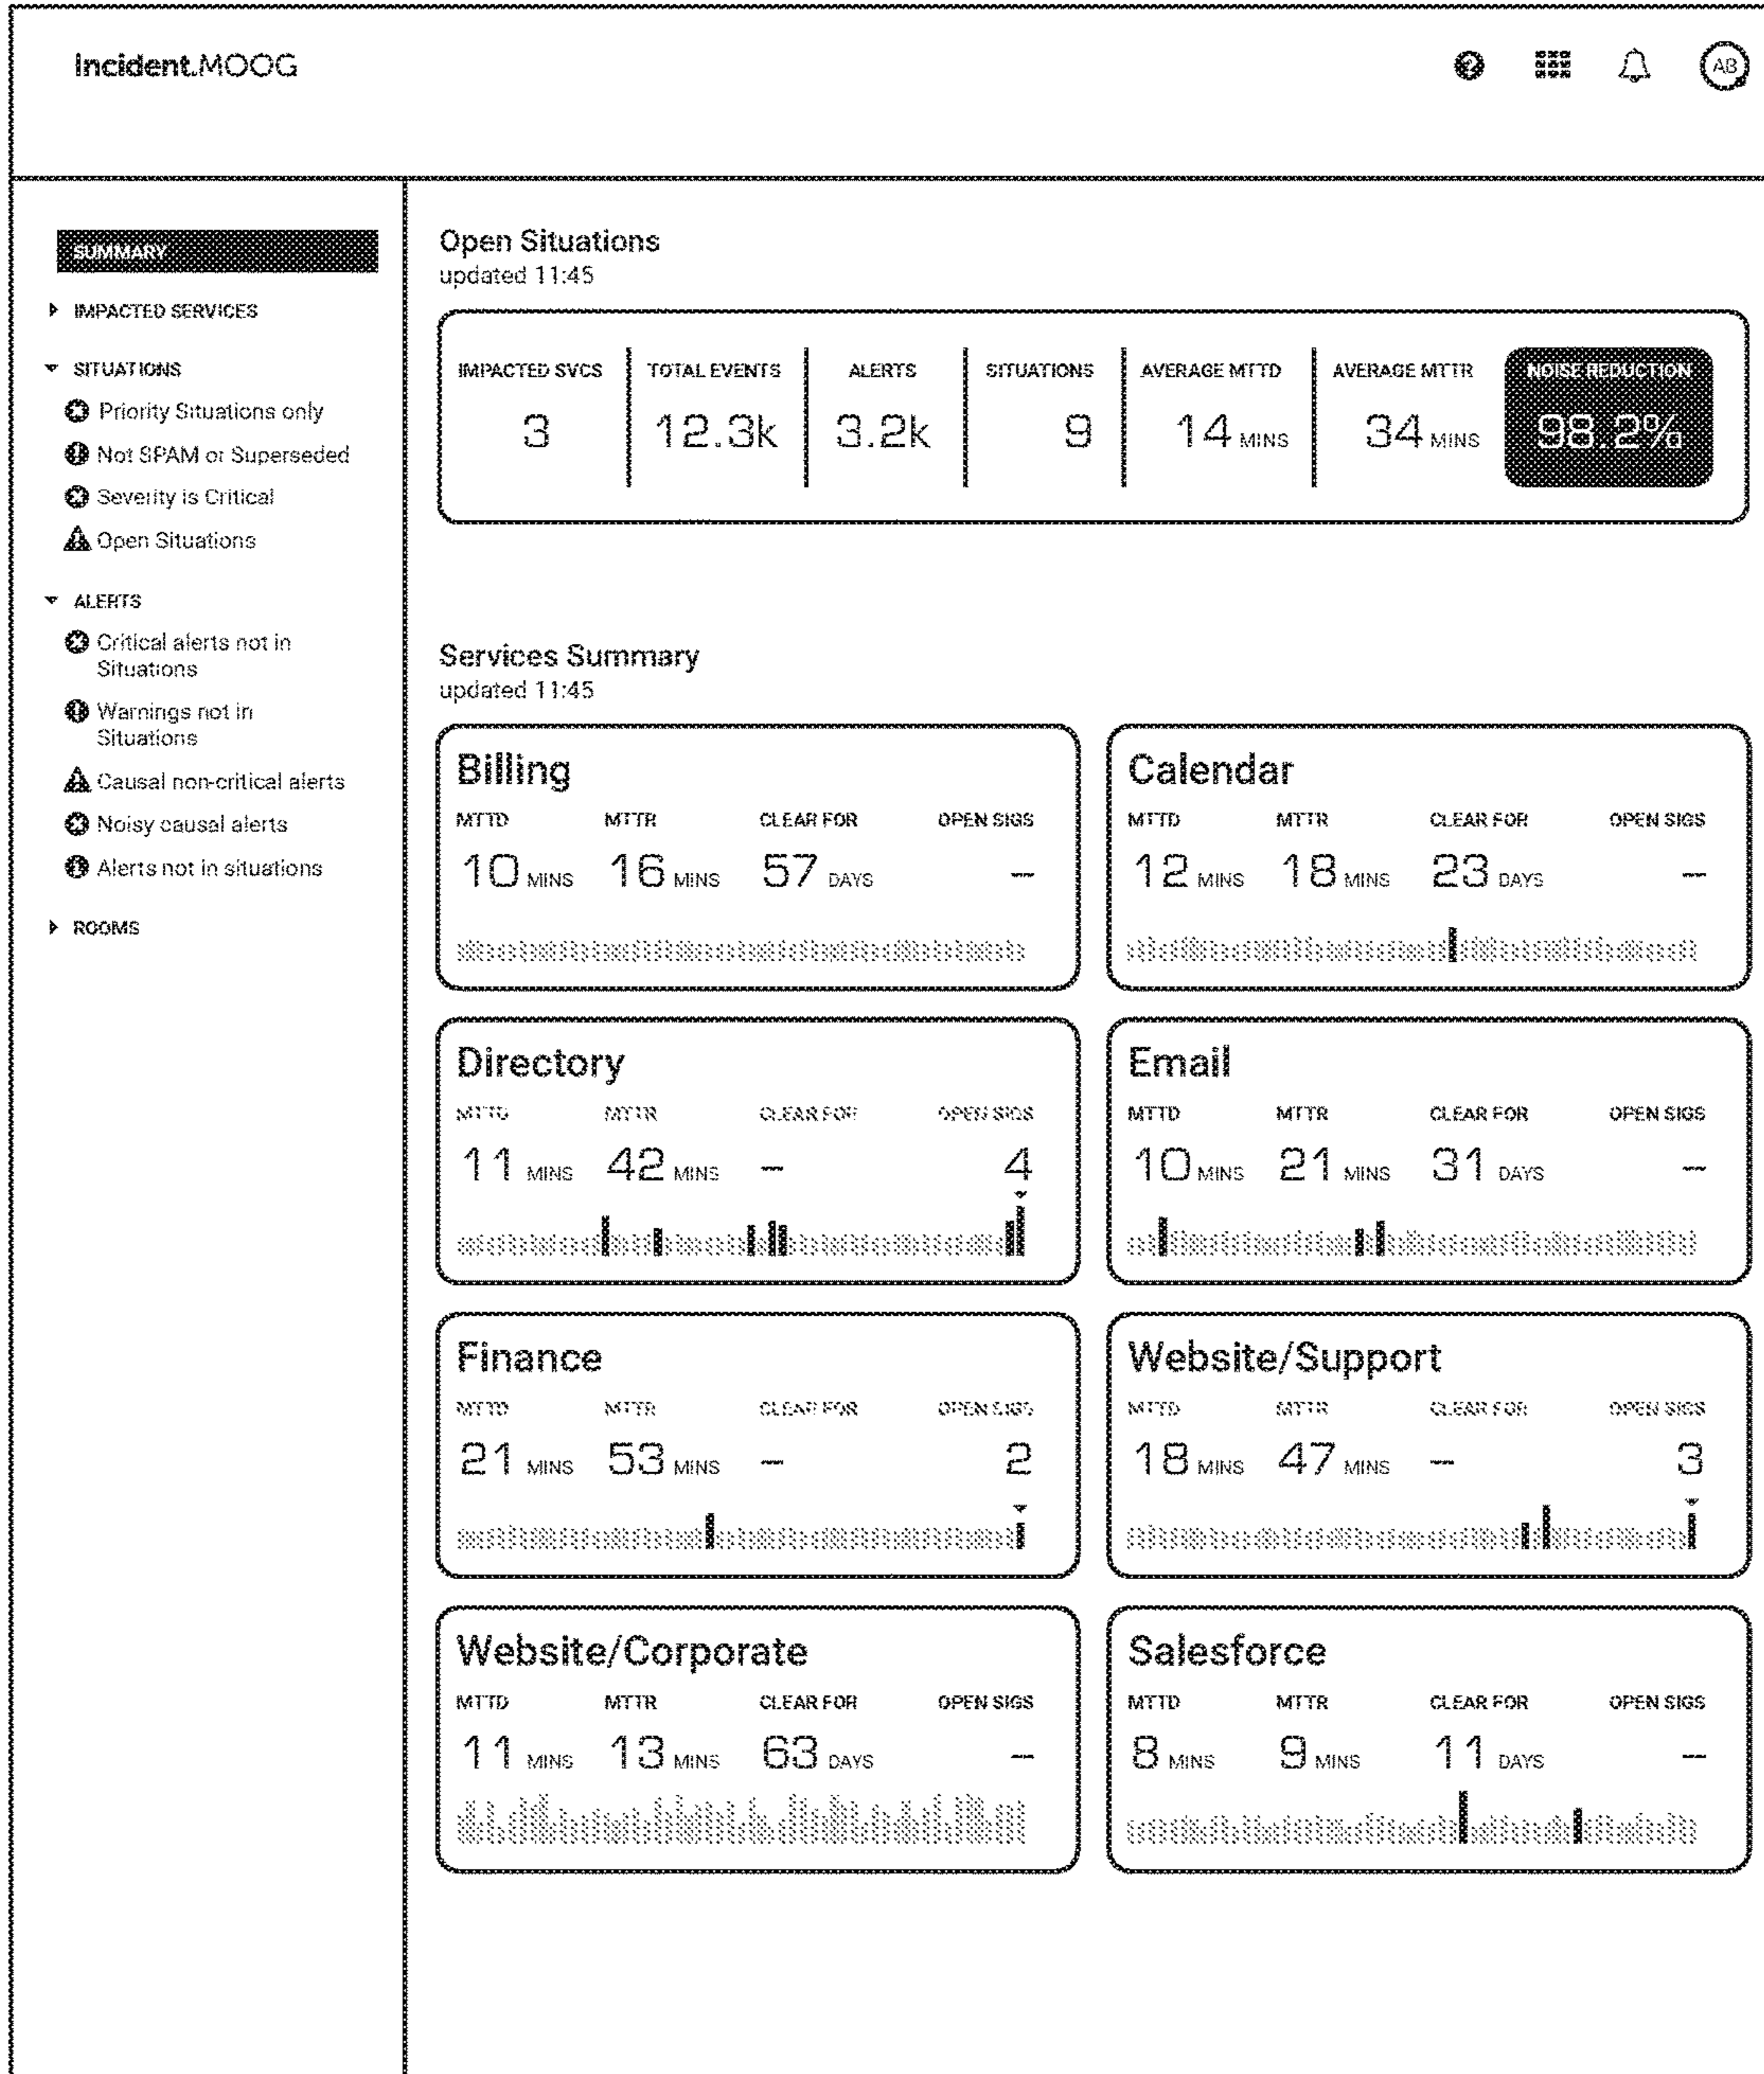 Incident.MOOG
AB
SUMMARY
IMPACTED SERVICES
SITUATIONS
Priority Situations only
Not SPAM or Superseded
Severity is Critical
Open Situations
ALERTS
Critical alerts not in
Situations
Warnings not in
Situations
Causal non-critical alerts
Noisy causal alerts
Alerts not in situations
ROOMS
Open Situations
updated 11:45
IMPACTED SVCS TOTAL EVENTS ALERTS SITUATIONS AVERAGE MTTD AVERAGE MTTR NOISE REDUCTION
3 12.3k 3.2k 9 14 MINS 34 MINS 98.2%
Services Summary
updated 11:45
Billing
MTTD MTTR CLEAR FOR OPEN SIGS
10 MINS 16 MINS 57 DAYS –
Calendar
MTTD MTTR CLEAR FOR OPEN SIGS
12 MINS 18 MINS 23 DAYS –
Directory
MTTD MTTR CLEAR FOR OPEN SIGS
11 MINS 42 MINS – 4
Email
MTTD MTTR CLEAR FOR OPEN SIGS
10 MINS 21 MINS 31 DAYS –
Finance
MTTD MTTR CLEAR FOR OPEN SIGS
21 MINS 53 MINS – 2
Website/Support
MTTD MTTR CLEAR FOR OPEN SIGS
18 MINS 47 MINS – 3
Website/Corporate
MTTD MTTR CLEAR FOR OPEN SIGS
11 MINS 13 MINS 63 DAYS –
Salesforce
MTTD MTTR CLEAR FOR OPEN SIGS
8 MINS 9 MINS 11 DAYS –